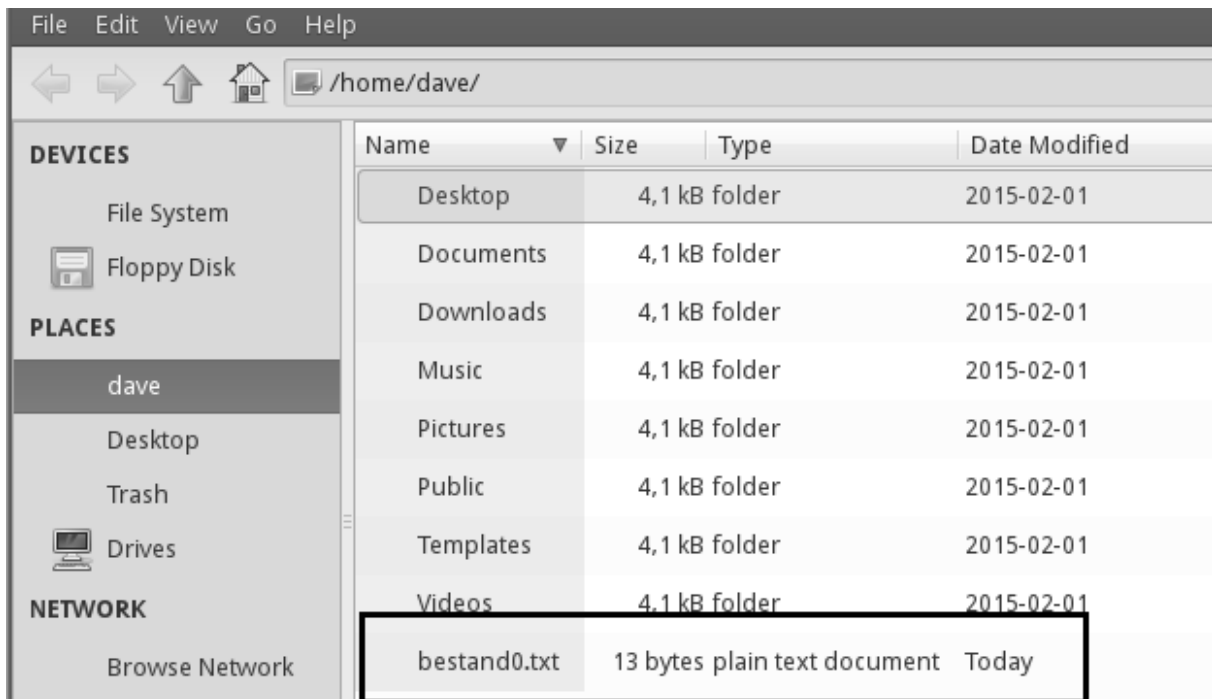 File Edit View Go Help
/home/dave/
DEVICES
File System
Floppy Disk
PLACES
dave
Desktop
Trash
Drives
NETWORK
Browse Network
Name Size Type Date Modified
Desktop 4,1 kB folder 2015-02-01
Documents 4,1 kB folder 2015-02-01
Downloads 4,1 kB folder 2015-02-01
Music 4,1 kB folder 2015-02-01
Pictures 4,1 kB folder 2015-02-01
Public 4,1 kB folder 2015-02-01
Templates 4,1 kB folder 2015-02-01
Videos 4,1 kB folder 2015-02-01
bestand0.txt 13 bytes plain text document Today